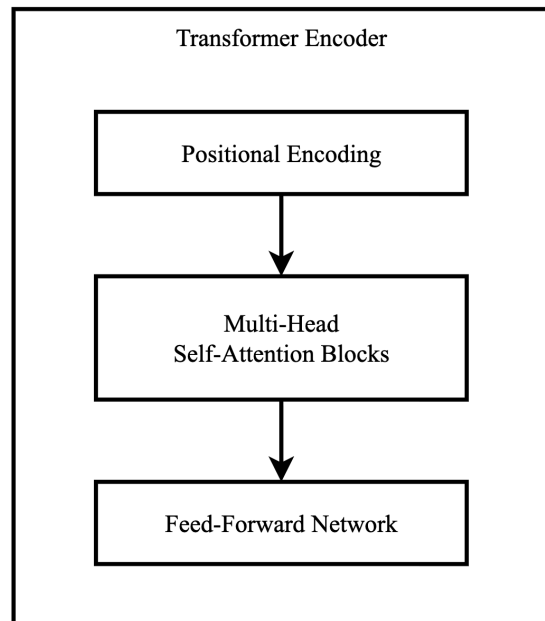 Transformer Encoder
Positional Encoding
Multi-Head
Self-Attention Blocks
Feed-Forward Network